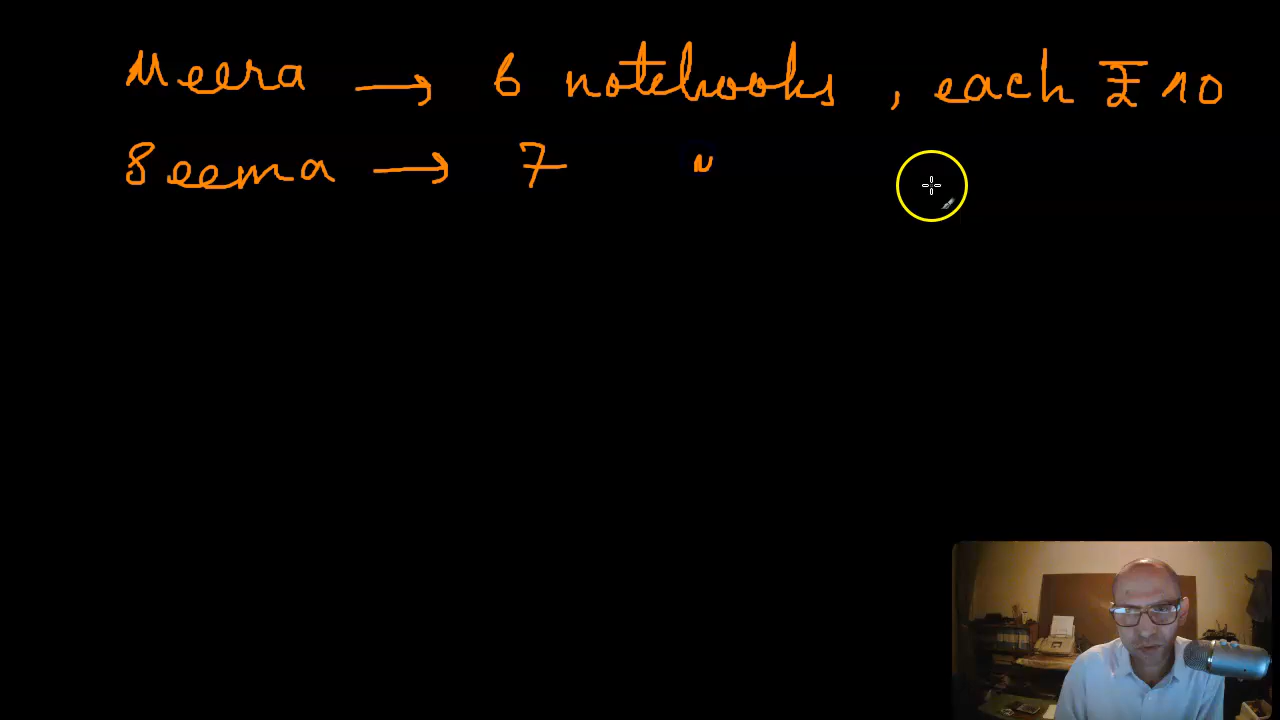 Meera → 6 notebooks, each ₹ 10
Seema → 7 "